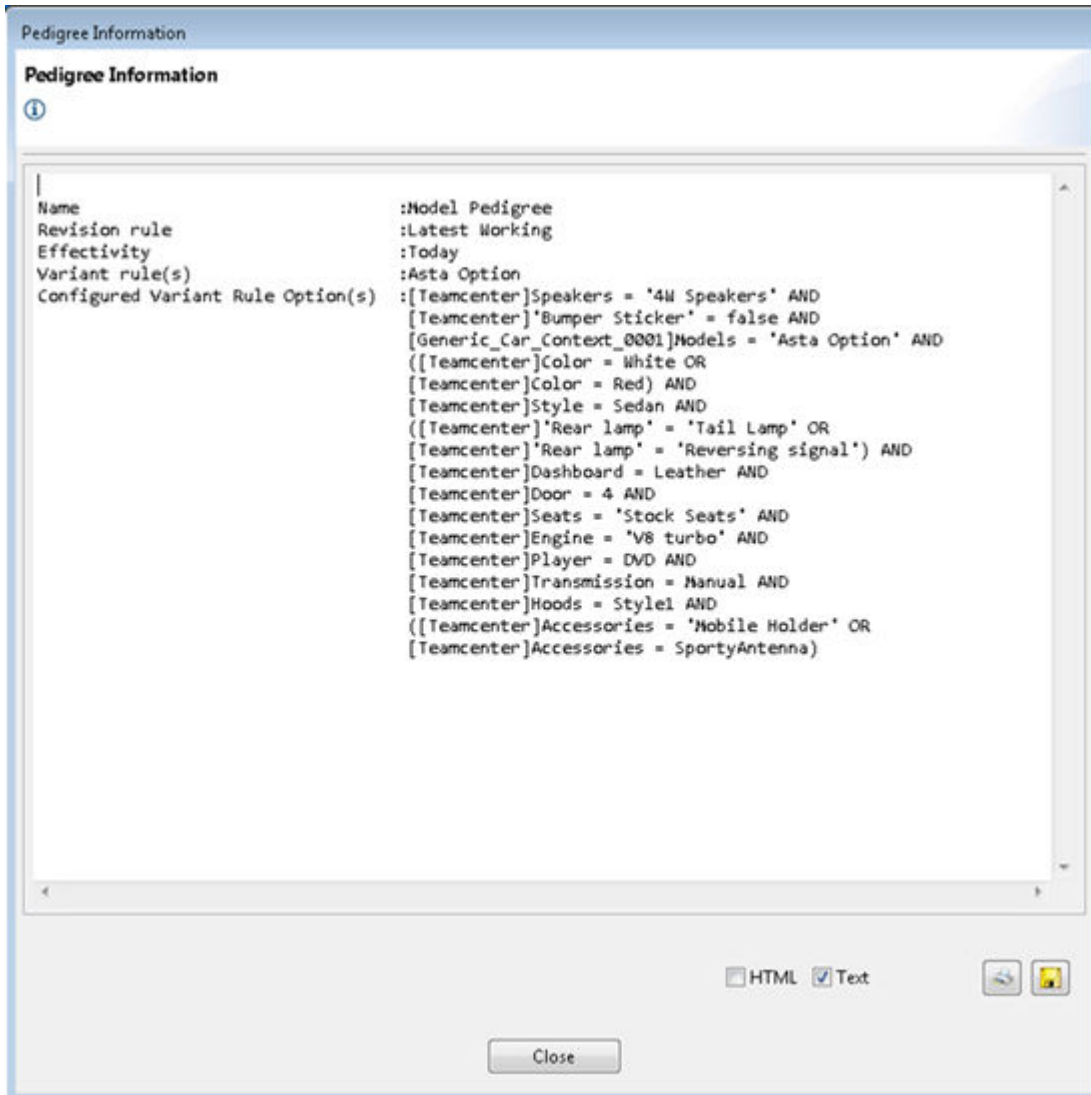 Pedigree Information
Pedigree Information
Name :Model Pedigree
Revision rule :Latest Working
Effectivity :Today
Variant rule(s) :Asta Option
Configured Variant Rule Option(s) :[Teamcenter]Speakers = '4W Speakers' AND
[Teamcenter]'Bumper Sticker' = false AND
[Generic_Car_Context_0001]Models = 'Asta Option' AND
([Teamcenter]Color = White OR
[Teamcenter]Color = Red) AND
[Teamcenter]Style = Sedan AND
([Teamcenter]'Rear lamp' = 'Tail Lamp' OR
[Teamcenter]'Rear lamp' = 'Reversing signal') AND
[Teamcenter]Dashboard = Leather AND
[Teamcenter]Door = 4 AND
[Teamcenter]Seats = 'Stock Seats' AND
[Teamcenter]Engine = 'V8 turbo' AND
[Teamcenter]Player = DVD AND
[Teamcenter]Transmission = Manual AND
[Teamcenter]Hoods = Style1 AND
([Teamcenter]Accessories = 'Mobile Holder' OR
[Teamcenter]Accessories = SportyAntenna)
HTML Text
Close